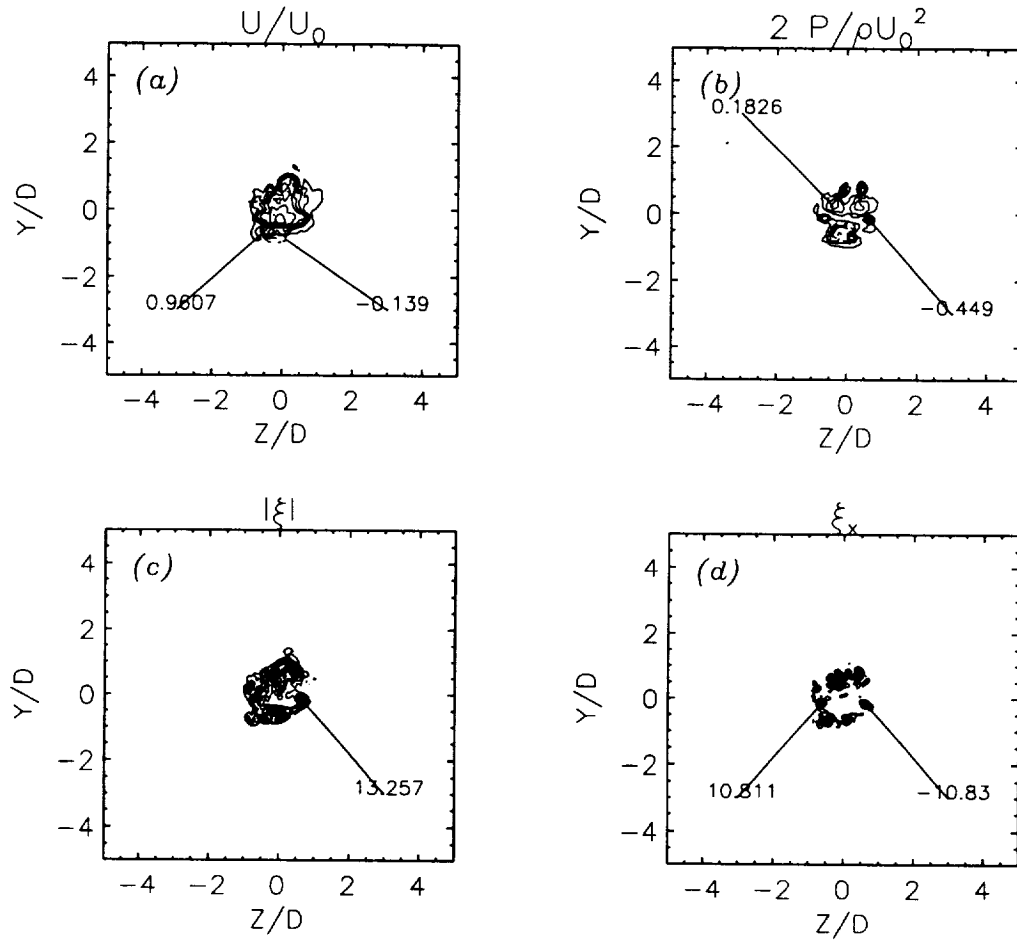 U/U₀
2 P/ρU₀²
(a)
(b)
4
2
0
−2
−4
Y/D
0.9607
−0.139
−4 −2 0 2 4
Z/D
4
2
0
−2
−4
Y/D
0.1826
−0.449
−4 −2 0 2 4
Z/D
|ξ|
ξₓ
(c)
(d)
4
2
0
−2
−4
Y/D
13.257
−4 −2 0 2 4
Z/D
4
2
0
−2
−4
Y/D
10.811
−10.83
−4 −2 0 2 4
Z/D